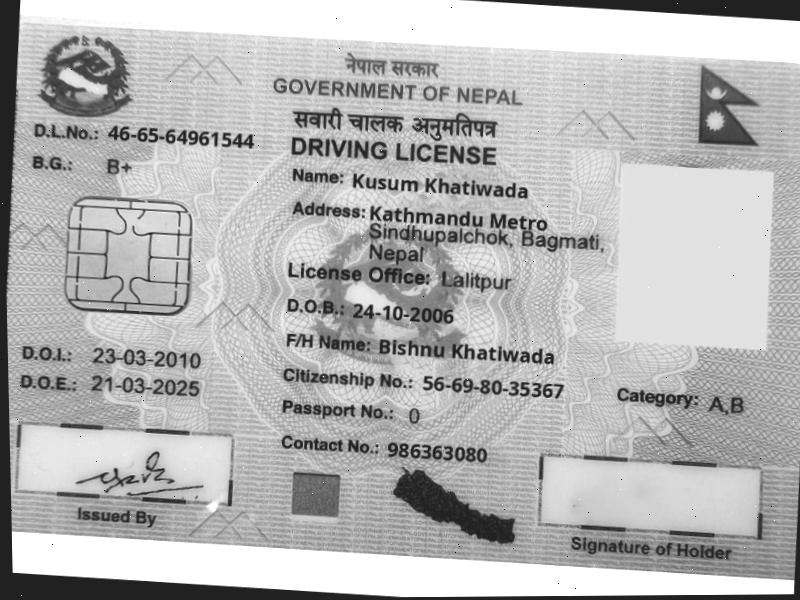 नेपाल सरकार
GOVERNMENT OF NEPAL
सवारी चालक अनुमतिपत्र
DRIVING LICENSE
D.L.No.: 46-65-64961544
B.G.: B+
Name: Kusum Khatiwada
Address: Kathmandu Metro
Sindhupalchok, Bagmati,
Nepal
License Office: Lalitpur
D.O.B.: 24-10-2006
F/H Name: Bishnu Khatiwada
D.O.I.: 23-03-2010
D.O.E.: 21-03-2025
Citizenship No.: 56-69-80-35367
Category: A,B
Passport No.: 0
Contact No.: 986363080
Issued By
Signature of Holder